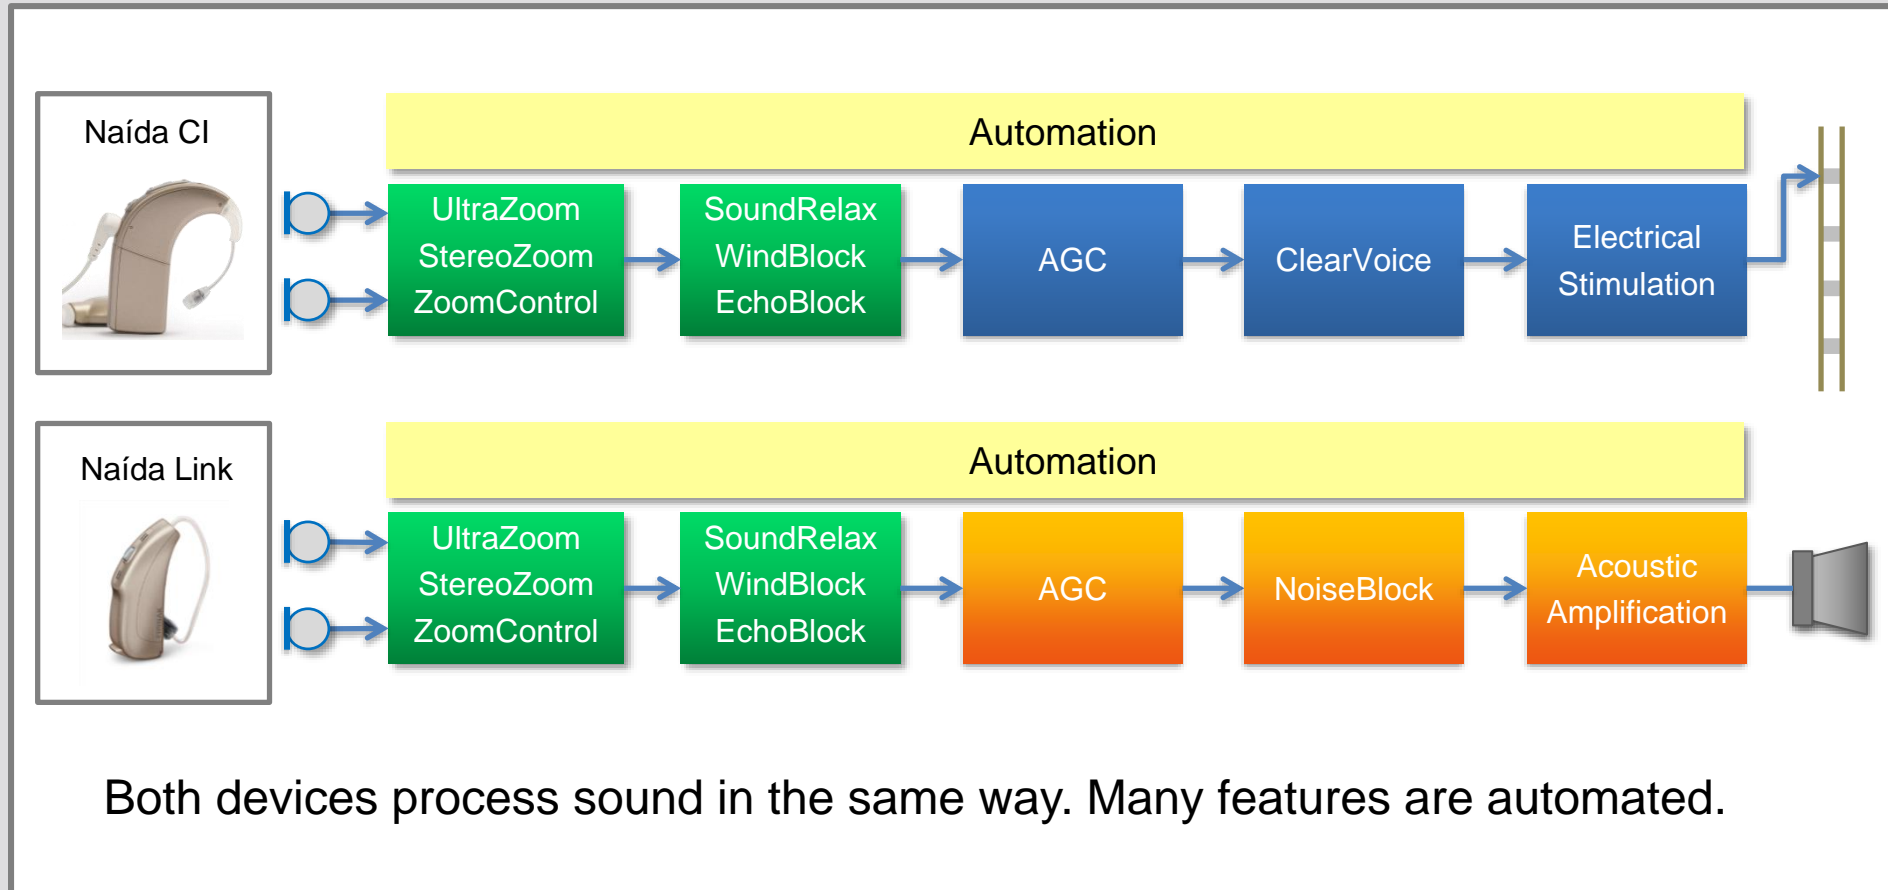 Naída CI
Automation
UltraZoom
StereoZoom
ZoomControl
SoundRelax
WindBlock
EchoBlock
AGC
ClearVoice
Electrical
Stimulation
Naída Link
Automation
UltraZoom
StereoZoom
ZoomControl
SoundRelax
WindBlock
EchoBlock
AGC
NoiseBlock
Acoustic
Amplification
Both devices process sound in the same way. Many features are automated.